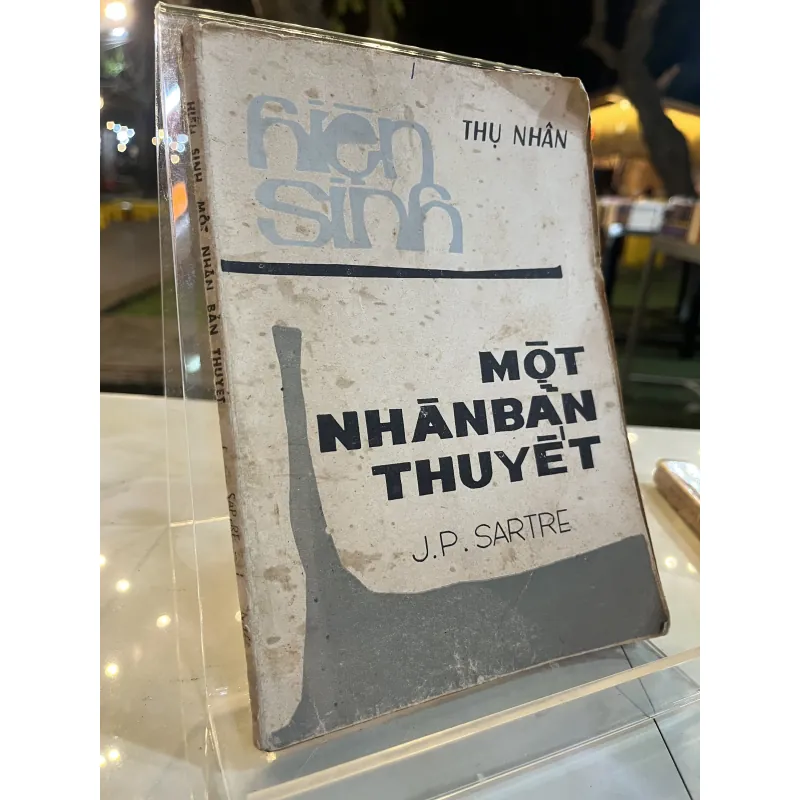 hiện
sinh
THỤ NHÂN
MỘT
NHÂN BẢN
THUYẾT
J.P. SARTRE
HIỆN SINH MỘT NHÂN BẢN THUYẾT